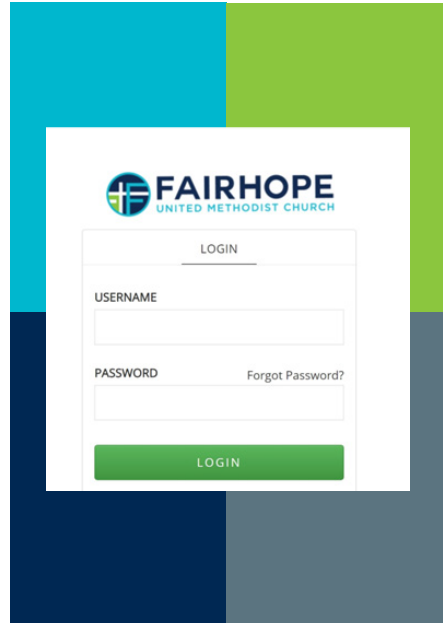 FAIRHOPE
UNITED METHODIST CHURCH
LOGIN
USERNAME
PASSWORD Forgot Password?
LOGIN